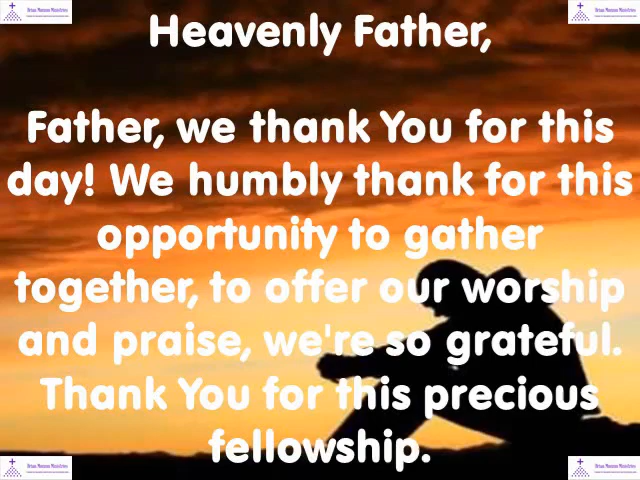 Heavenly Father,
Father, we thank You for this
day! We humbly thank for this
opportunity to gather
together, to offer our worship
and praise, we're so grateful.
Thank You for this precious
fellowship.